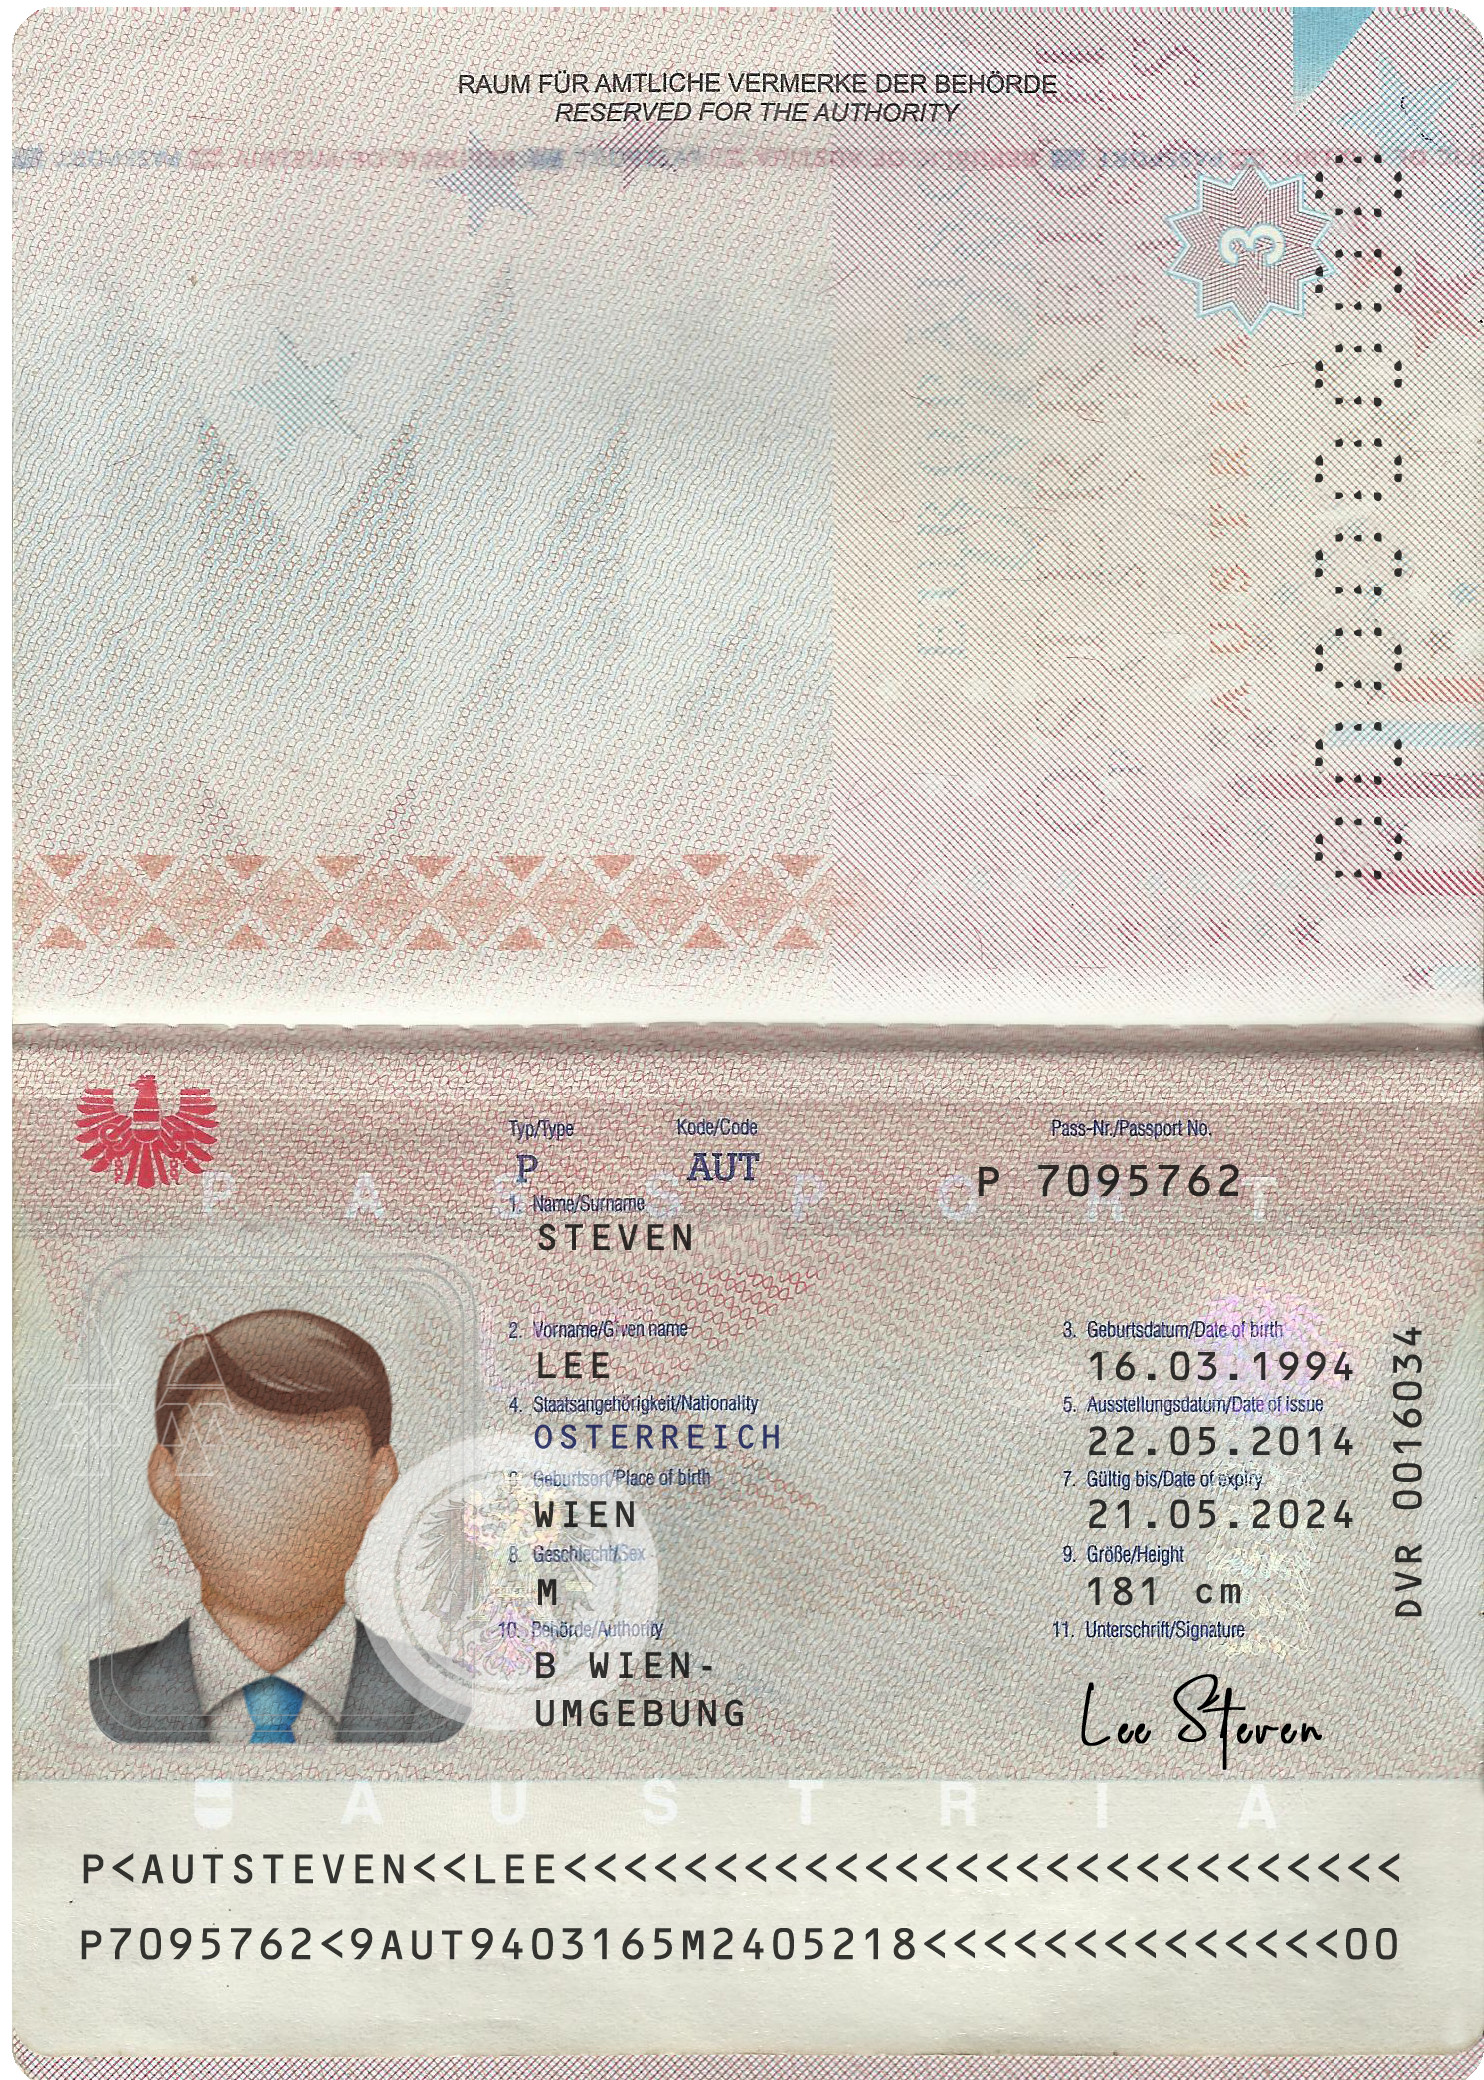 RAUM FÜR AMTLICHE VERMERKE DER BEHÖRDE
RESERVED FOR THE AUTHORITY
3
Typ/Type Kode/Code Pass-Nr./Passport No.
P AUT P 7095762
PASSPORT
1. Name/Surname
STEVEN
2. Vorname/Given name
LEE
3. Geburtsdatum/Date of birth
16.03.1994
4. Staatsangehörigkeit/Nationality
OSTERREICH
5. Ausstellungsdatum/Date of issue
22.05.2014
Geburtsort/Place of birth
WIEN
7. Gültig bis/Date of expiry
21.05.2024
8. Geschlecht/Sex
M
9. Größe/Height
181 cm
10. Behörde/Authority
B WIEN-
UMGEBUNG
11. Unterschrift/Signature
Lee Steven
DVR 0016034
AUSTRIA
P<AUTSTEVEN<<LEE<<<<<<<<<<<<<<<<<<<<<<<<<<<<
P7095762<9AUT9403165M2405218<<<<<<<<<<<<<<00